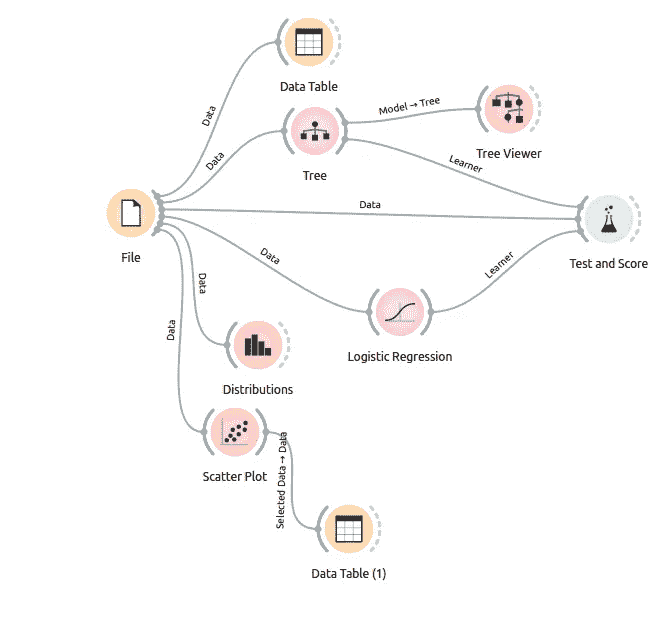 Data Table
Data
Model → Tree
Data
Tree
Tree Viewer
Learner
Data
File
Test and Score
Data
Data
Learner
Data
Logistic Regression
Distributions
Scatter Plot
Selected Data → Data
Data Table (1)